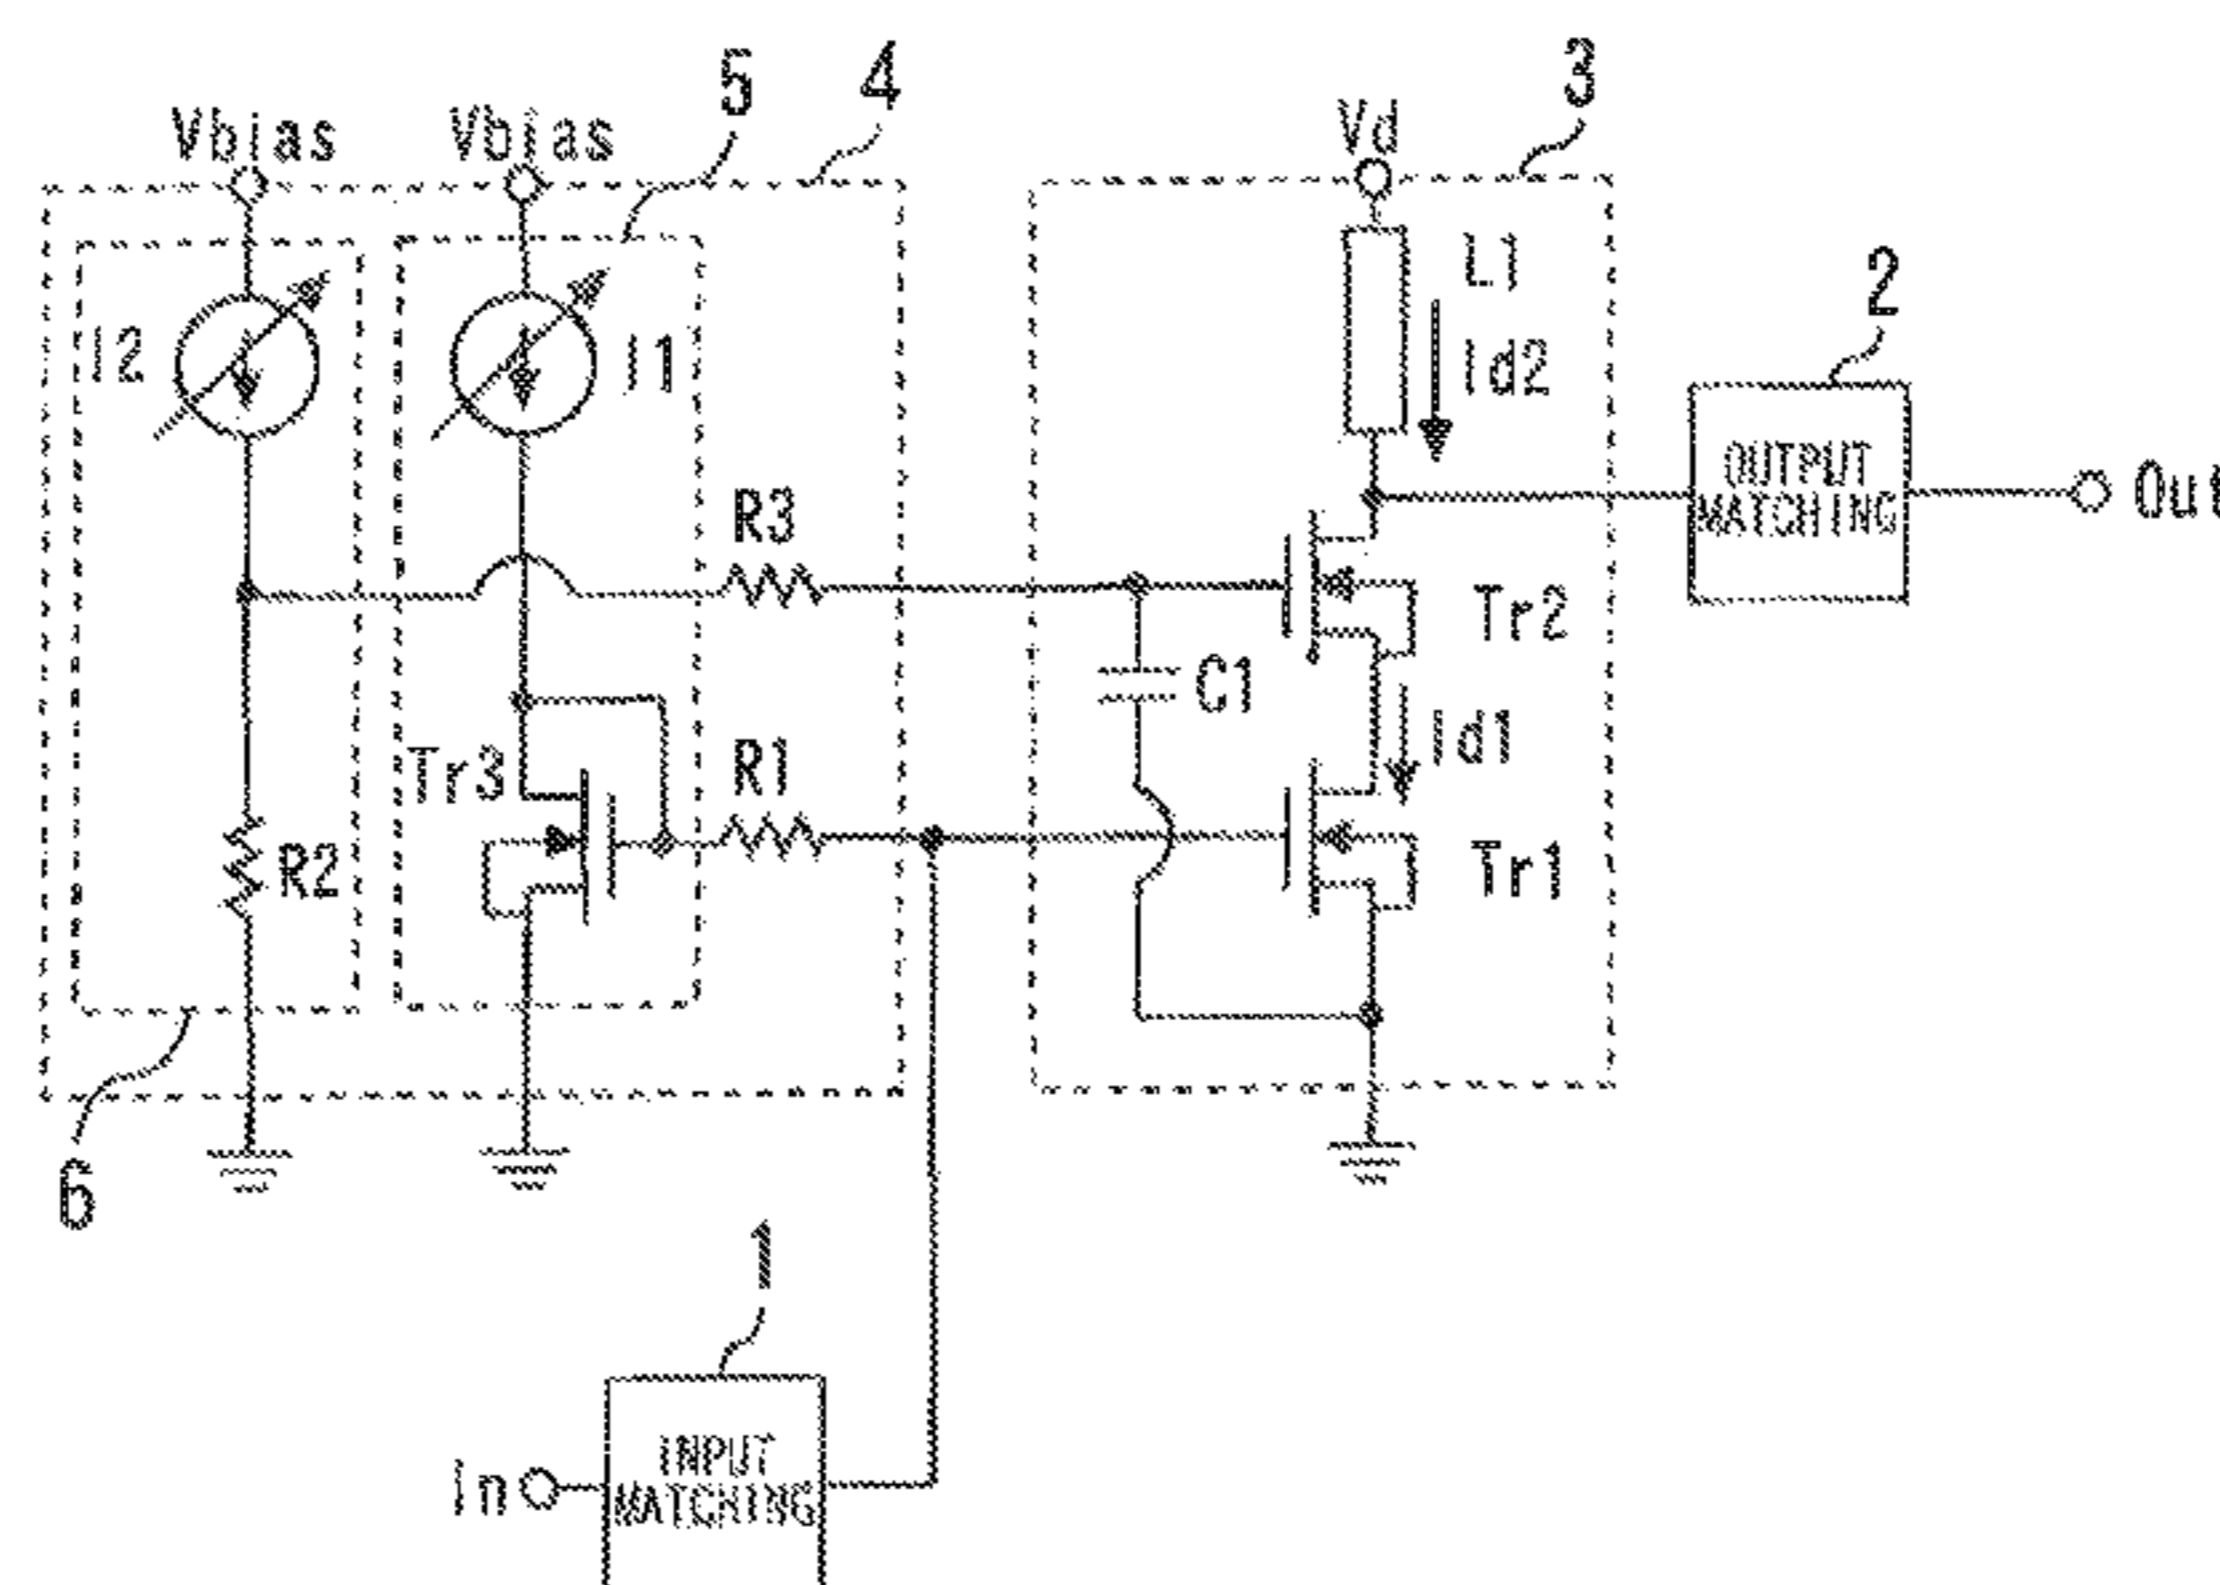 5
4
3
Vbias
Vbias
Vd
L1
2
I2
I1
Id2
OUTPUT
MATCHING
Out
R3
Tr2
C1
Id1
Tr3
R1
R2
Tr1
6
1
In
INPUT
MATCHING